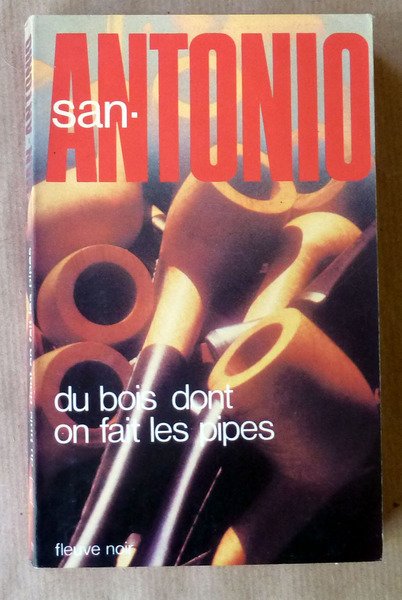 san-
ANTONIO
du bois dont
on fait les pipes
fleuve noir